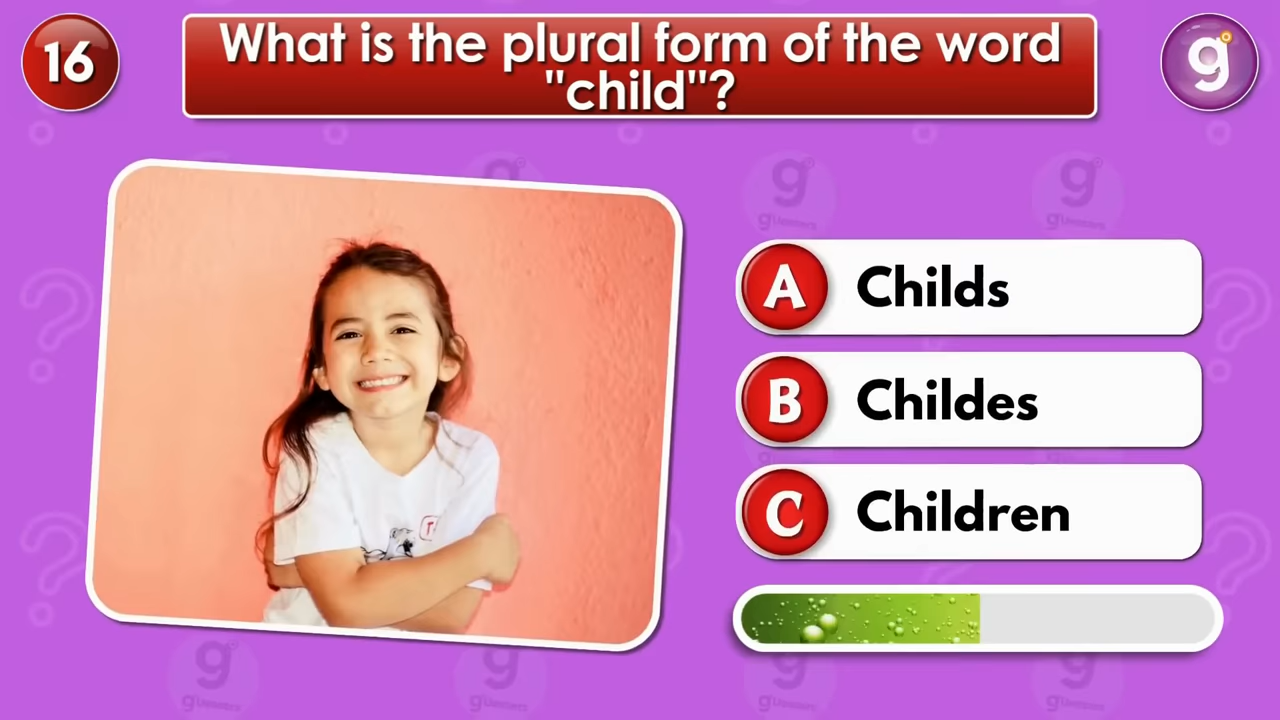 16
What is the plural form of the word
"child"?
g
A Childs
B Childes
C Children